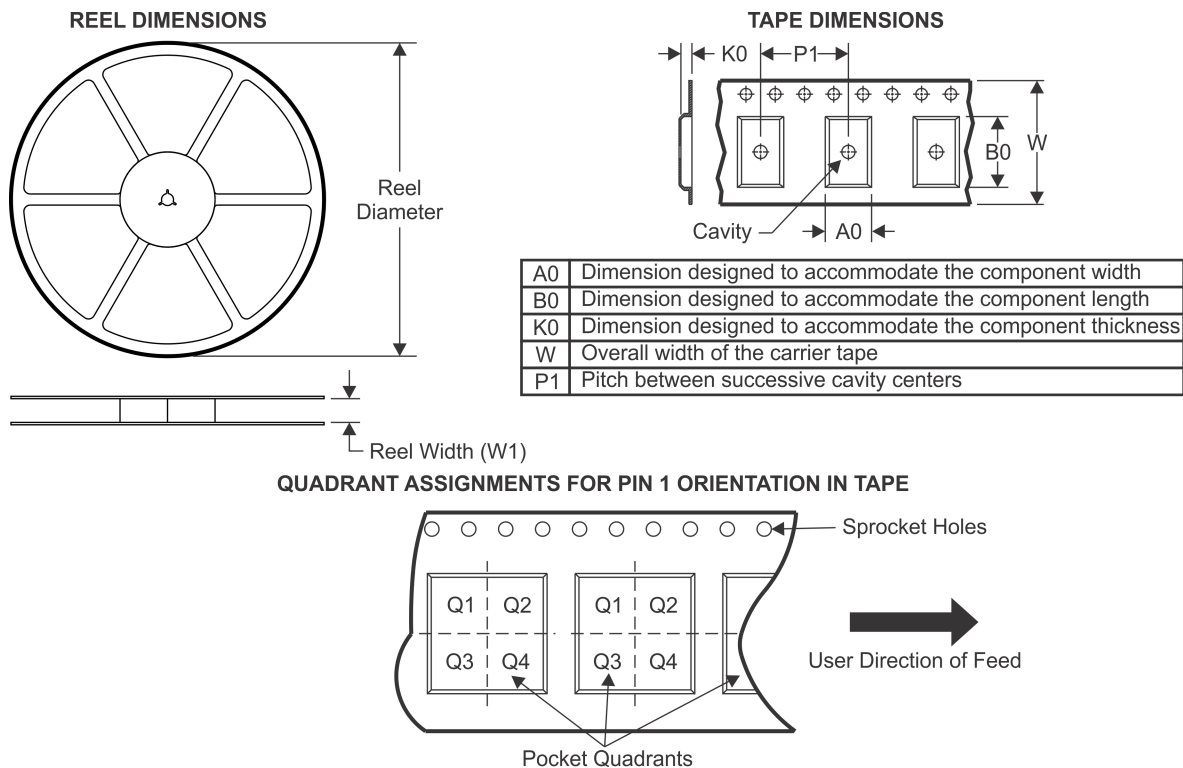 REEL DIMENSIONS
Reel
Diameter
Reel Width (W1)
TAPE DIMENSIONS
K0
P1
B0
W
Cavity
A0
A0 Dimension designed to accommodate the component width
B0 Dimension designed to accommodate the component length
K0 Dimension designed to accommodate the component thickness
W Overall width of the carrier tape
P1 Pitch between successive cavity centers
QUADRANT ASSIGNMENTS FOR PIN 1 ORIENTATION IN TAPE
Sprocket Holes
Q1 Q2 Q1 Q2
Q3 Q4 Q3 Q4
User Direction of Feed
Pocket Quadrants